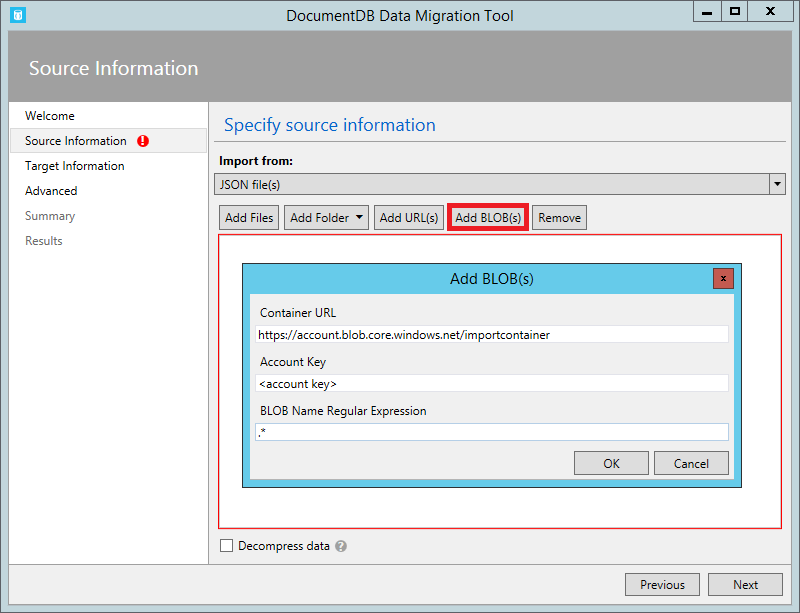 DocumentDB Data Migration Tool
Source Information
Welcome
Source Information
Target Information
Advanced
Summary
Results
Specify source information
Import from:
JSON file(s)
Add Files Add Folder Add URL(s) Add BLOB(s) Remove
Add BLOB(s)
Container URL
https://account.blob.core.windows.net/importcontainer
Account Key
<account key>
BLOB Name Regular Expression
.*
OK Cancel
Decompress data ?
Previous Next